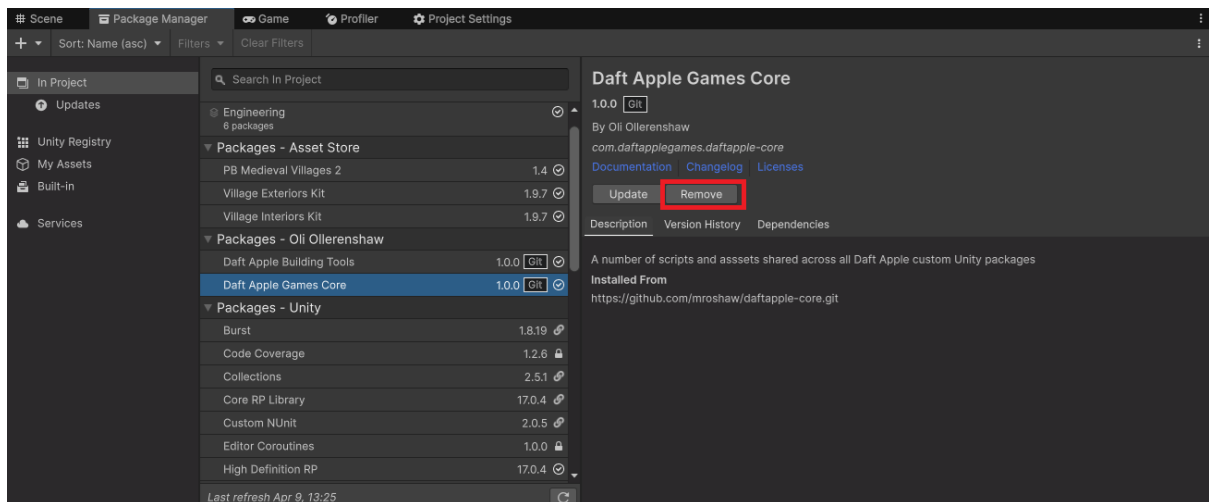 Scene Package Manager Game Profiler Project Settings
+ Sort: Name (asc) Filters Clear Filters
In Project
Updates
Unity Registry
My Assets
Built-in
Services
Search In Project
Engineering
6 packages
Packages - Asset Store
PB Medieval Villages 2 1.4
Village Exteriors Kit 1.9.7
Village Interiors Kit 1.9.7
Packages - Oli Ollerenshaw
Daft Apple Building Tools 1.0.0 Git
Daft Apple Games Core 1.0.0 Git
Packages - Unity
Burst 1.8.19
Code Coverage 1.2.6
Collections 2.5.1
Core RP Library 17.0.4
Custom NUnit 2.0.5
Editor Coroutines 1.0.0
High Definition RP 17.0.4
Last refresh Apr 9, 13:25
Daft Apple Games Core
1.0.0 Git
By Oli Ollerenshaw
com.daftapplegames.daftapple-core
Documentation Changelog Licenses
Update Remove
Description Version History Dependencies
A number of scripts and asssets shared across all Daft Apple custom Unity packages
Installed From
https://github.com/mroshaw/daftapple-core.git